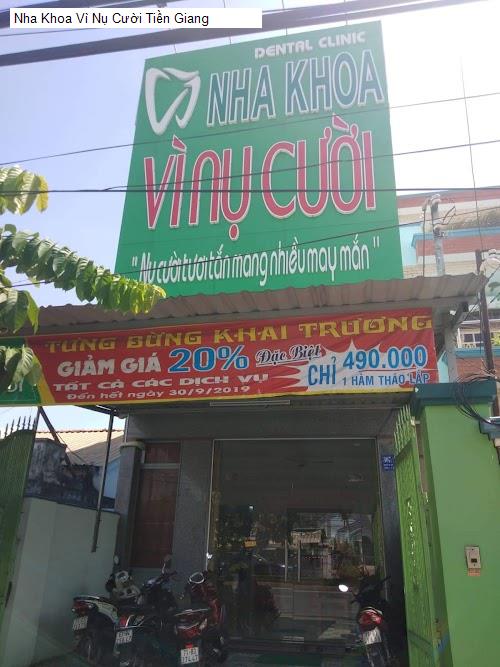 Nha Khoa Vì Nụ Cười Tiền Giang
DENTAL CLINIC
NHA KHOA
VÌ NỤ CƯỜI
" Nụ cười tươi tắn mang nhiều may mắn "
TƯNG BỪNG KHAI TRƯƠNG
GIẢM GIÁ 20% Đặc Biệt
TẤT CẢ CÁC DỊCH VỤ
Đến hết ngày 30/9/2019
CHỈ 490.000
1 HÀM THÁO LẮP